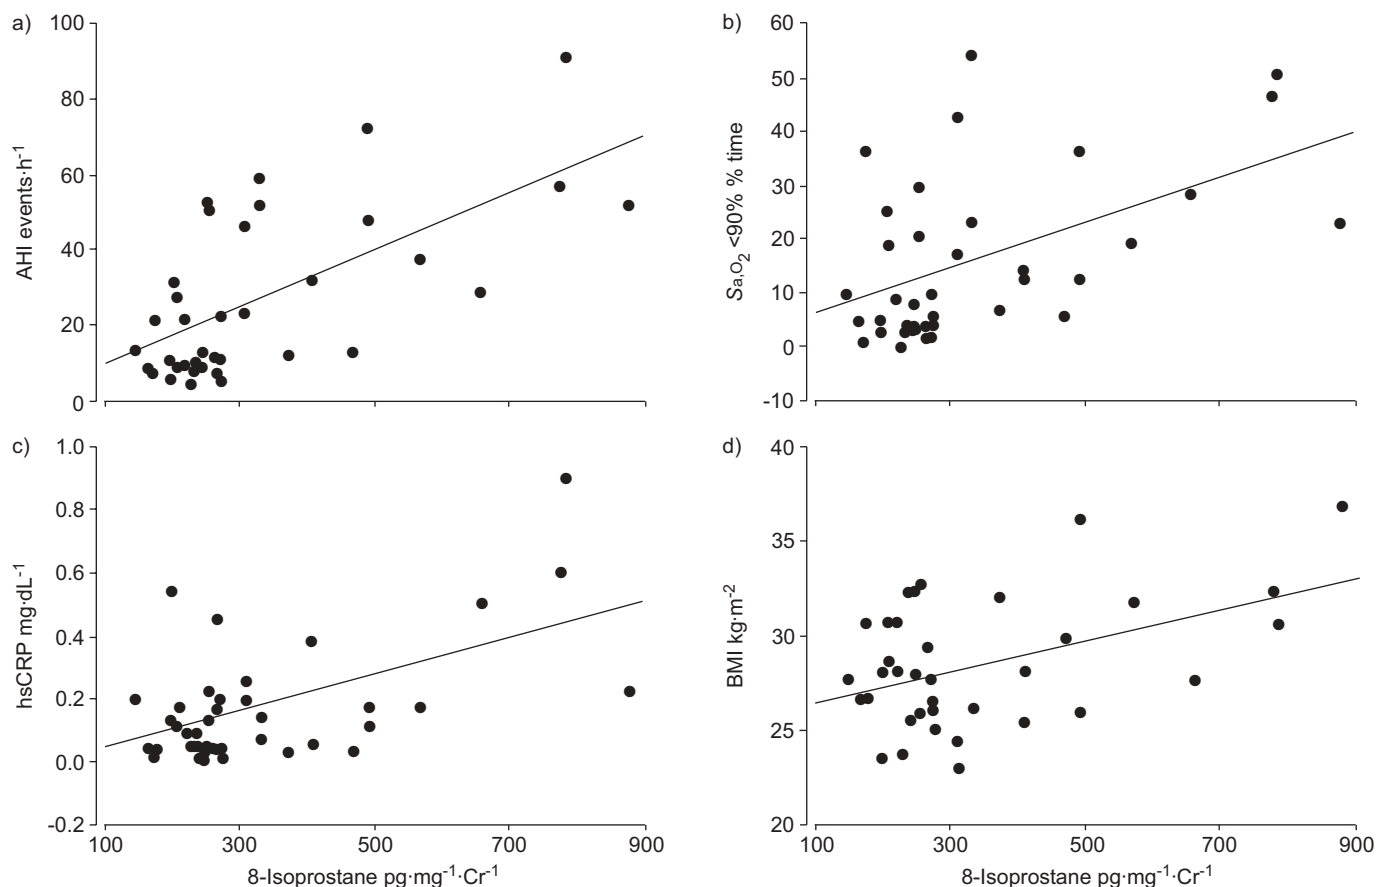 a)
100
80
60
40
20
0
AHI events·h⁻¹
b)
60
50
40
30
20
10
0
-10
Sa,O₂ <90% % time
c)
1.0
0.8
0.6
0.4
0.2
0.0
-0.2
hsCRP mg·dL⁻¹
100 300 500 700 900
8-Isoprostane pg·mg⁻¹·Cr⁻¹
d)
40
35
30
25
20
BMI kg·m⁻²
100 300 500 700 900
8-Isoprostane pg·mg⁻¹·Cr⁻¹